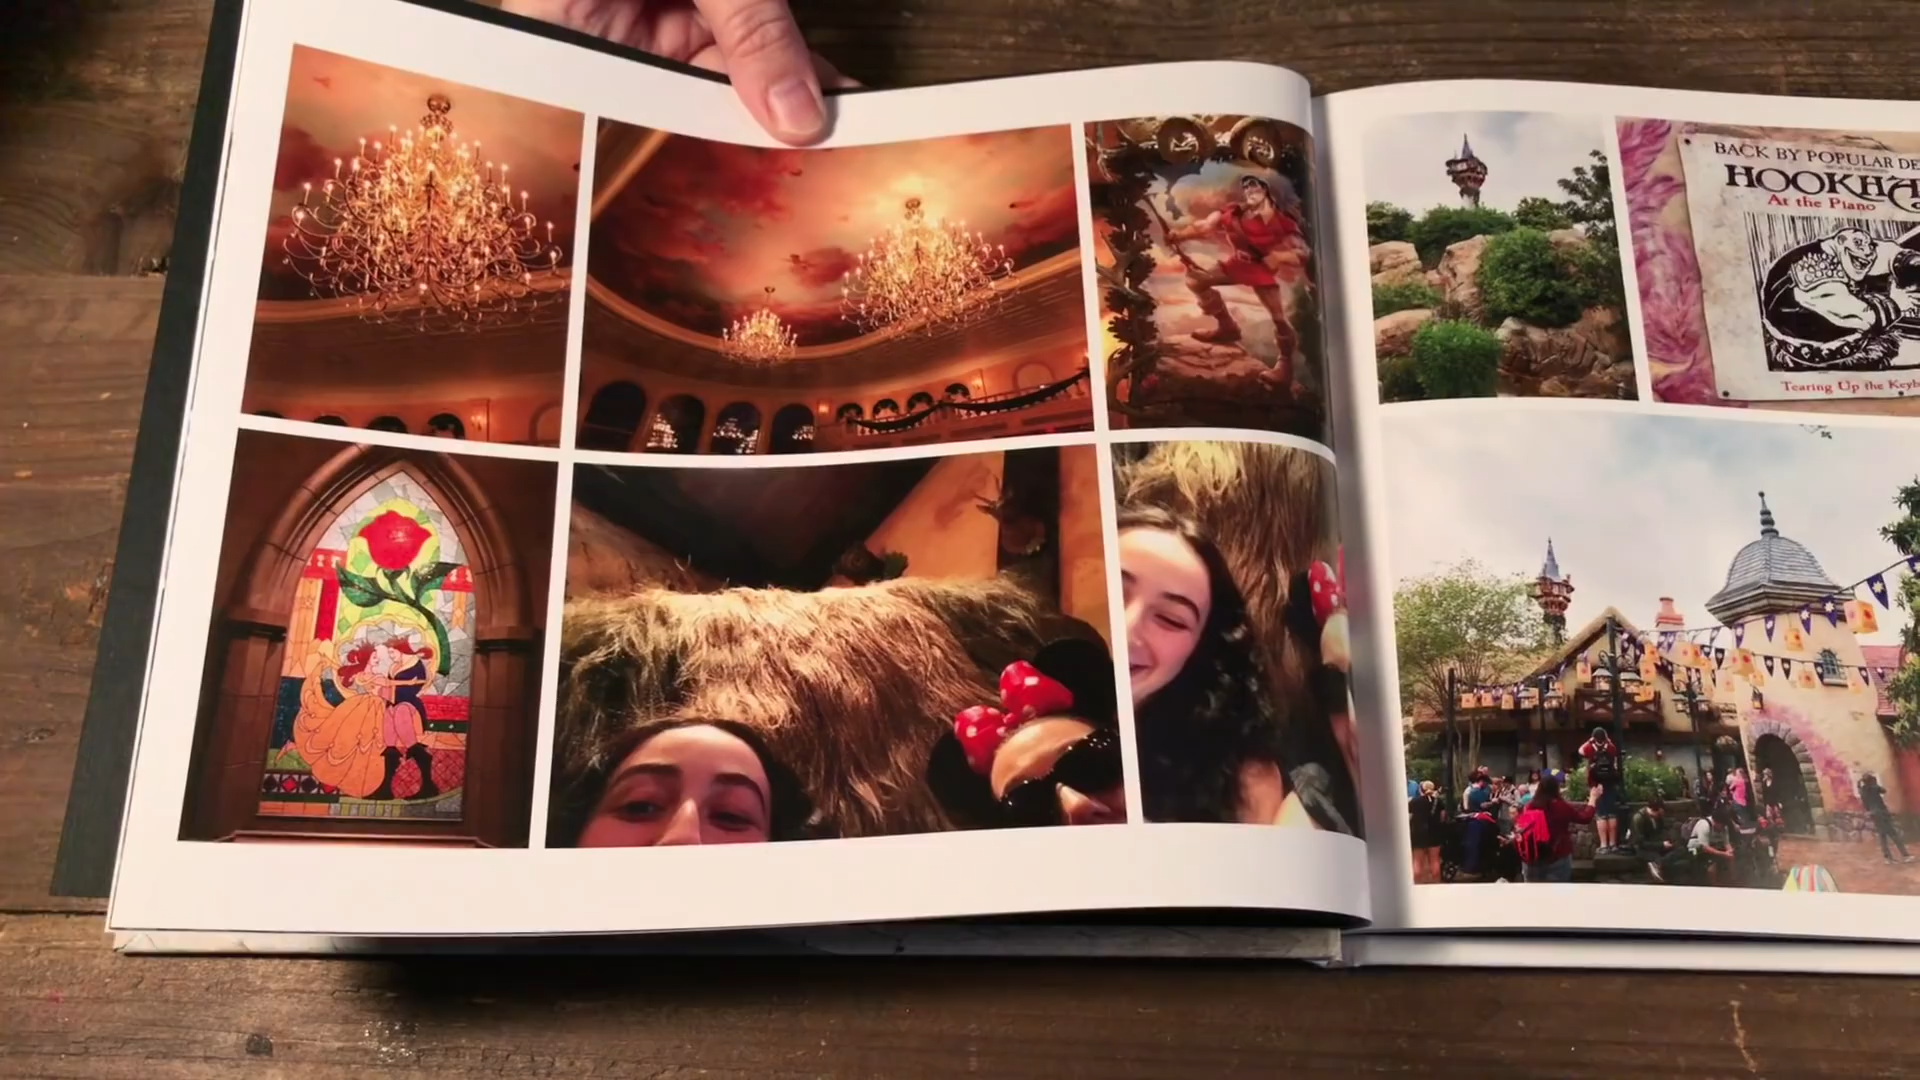 BACK BY POPULAR DE
HOOKHA
At the Piano
Tearing Up the Keyb